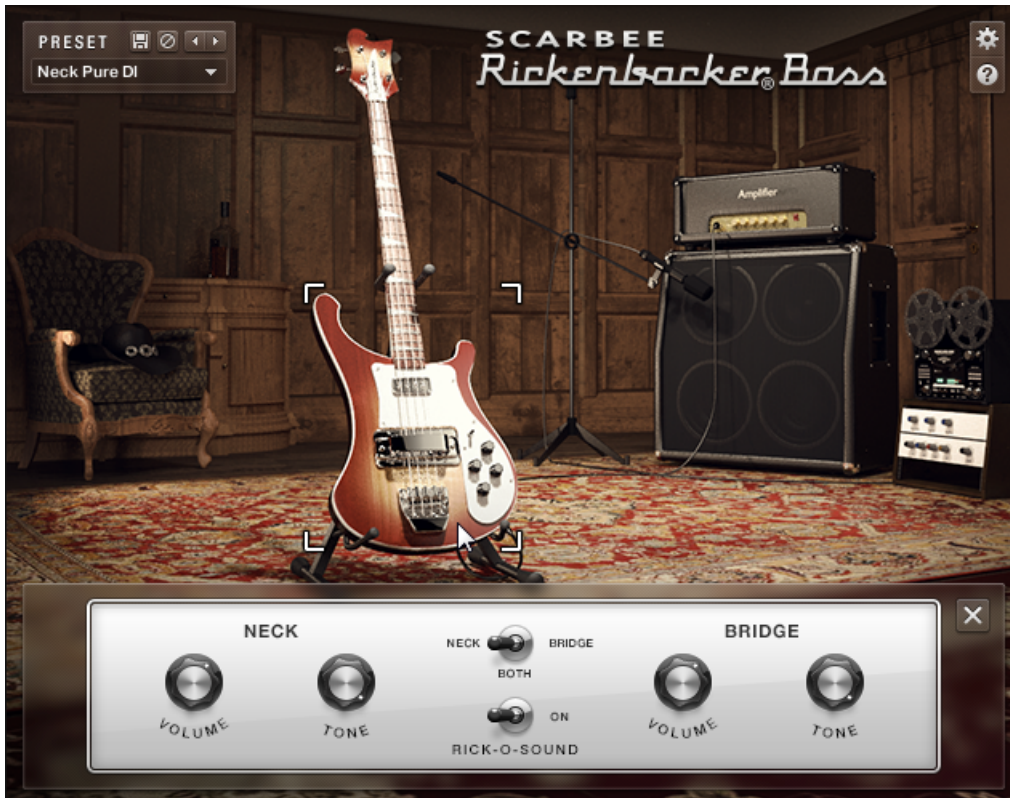 PRESET
Neck Pure DI
SCARBEE
Rickenbacker® Bass
?
Amplifier
NECK
BRIDGE
NECK
BRIDGE
BOTH
VOLUME
TONE
ON
RICK-O-SOUND
VOLUME
TONE